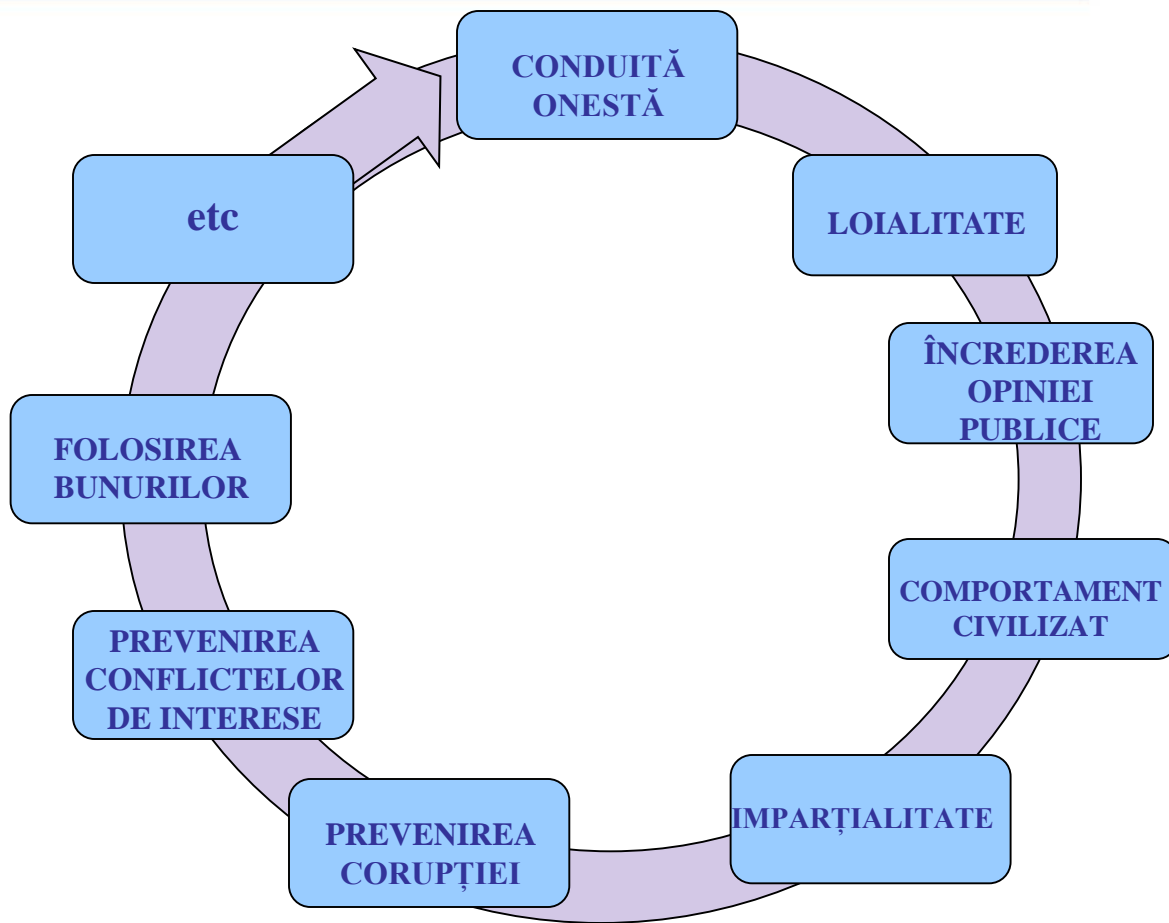 CONDUITĂ
ONESTĂ
LOIALITATE
ÎNCREDEREA
OPINIEI
PUBLICE
COMPORTAMENT
CIVILIZAT
IMPARȚIALITATE
PREVENIREA
CORUPȚIEI
PREVENIREA
CONFLICTELOR
DE INTERESE
FOLOSIREA
BUNURILOR
etc